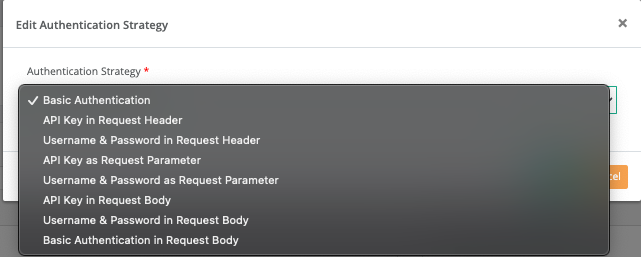 Edit Authentication Strategy
×
Authentication Strategy *
✓ Basic Authentication
API Key in Request Header
Username & Password in Request Header
API Key as Request Parameter
Username & Password as Request Parameter
API Key in Request Body
Username & Password in Request Body
Basic Authentication in Request Body